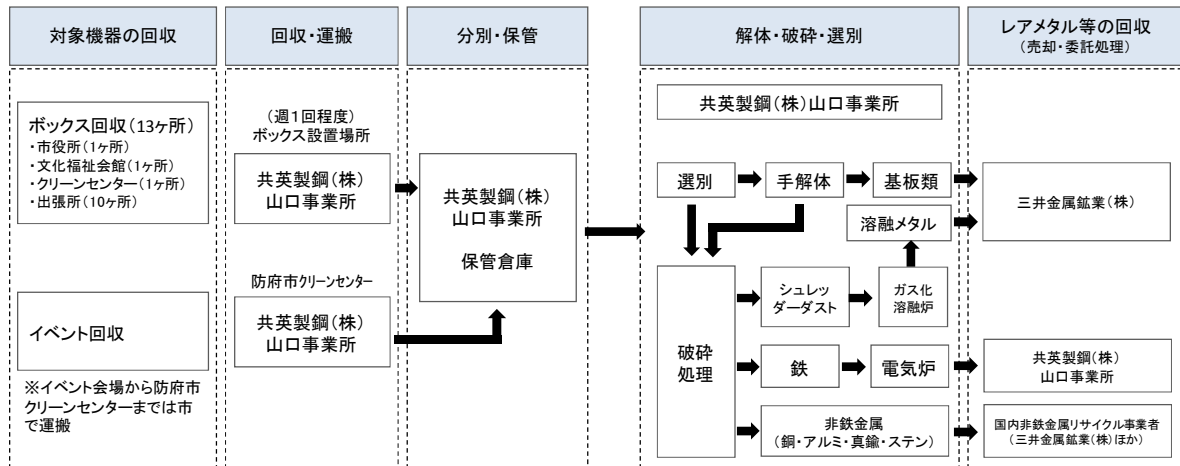 対象機器の回収
ボックス回収(13ヶ所)
・市役所(1ヶ所)
・文化福祉会館(1ヶ所)
・クリーンセンター(1ヶ所)
・出張所(10ヶ所)
イベント回収
※イベント会場から防府市
クリーンセンターまでは市
で運搬
回収・運搬
(週1回程度)
ボックス設置場所
共英製鋼(株)
山口事業所
防府市クリーンセンター
共英製鋼(株)
山口事業所
分別・保管
共英製鋼(株)
山口事業所
保管倉庫
解体・破砕・選別
共英製鋼(株)山口事業所
選別
手解体
基板類
溶融メタル
破砕
処理
シュレッ
ダーダスト
ガス化
溶融炉
鉄
電気炉
非鉄金属
(銅・アルミ・真鍮・ステン)
レアメタル等の回収
(売却・委託処理)
三井金属鉱業(株)
共英製鋼(株)
山口事業所
国内非鉄金属リサイクル事業者
(三井金属鉱業(株)ほか)